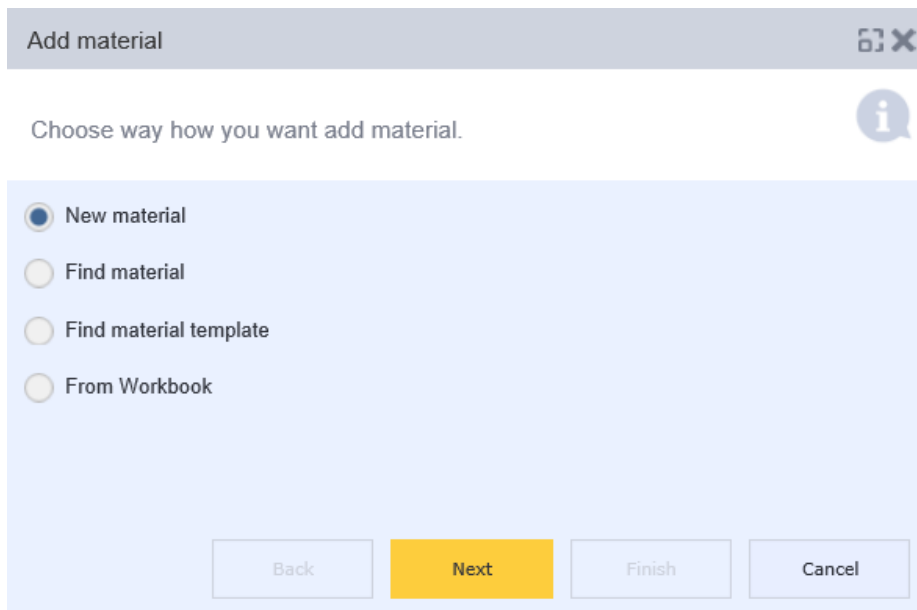 Add material
Choose way how you want add material.
New material
Find material
Find material template
From Workbook
Back Next Finish Cancel